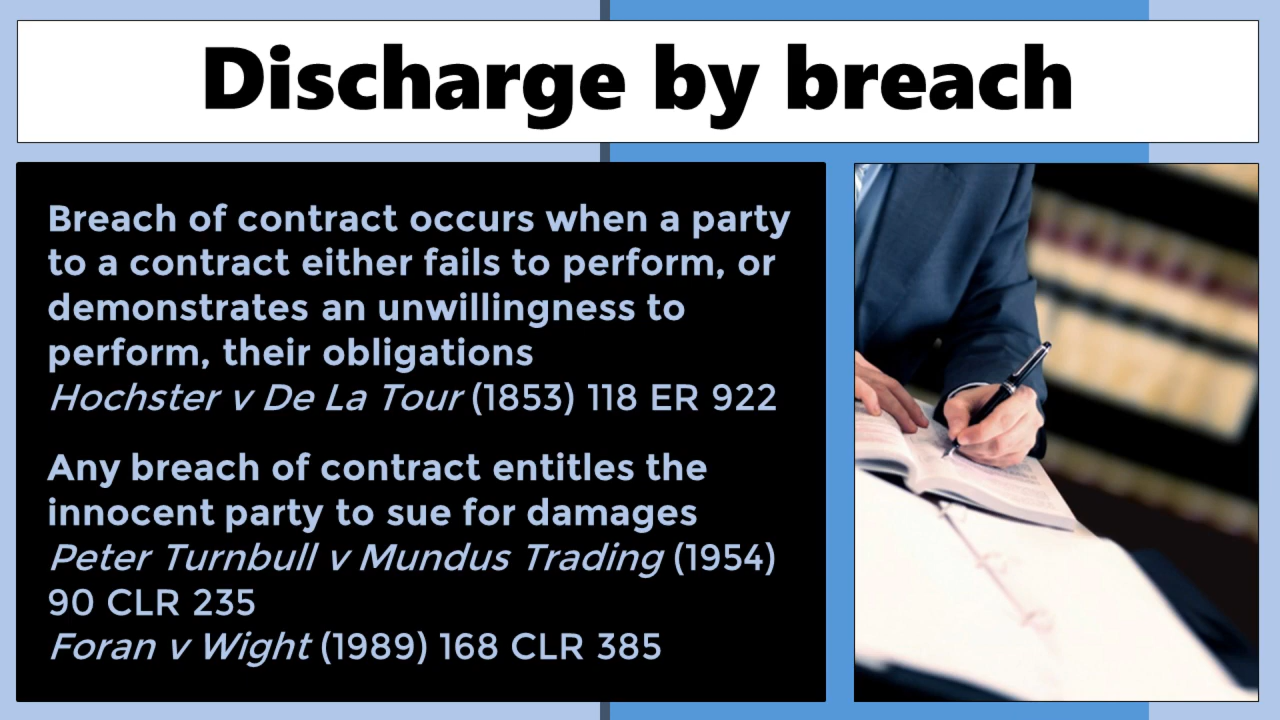 Discharge by breach
Breach of contract occurs when a party
to a contract either fails to perform, or
demonstrates an unwillingness to
perform, their obligations
Hochster v De La Tour (1853) 118 ER 922
Any breach of contract entitles the
innocent party to sue for damages
Peter Turnbull v Mundus Trading (1954)
90 CLR 235
Foran v Wight (1989) 168 CLR 385